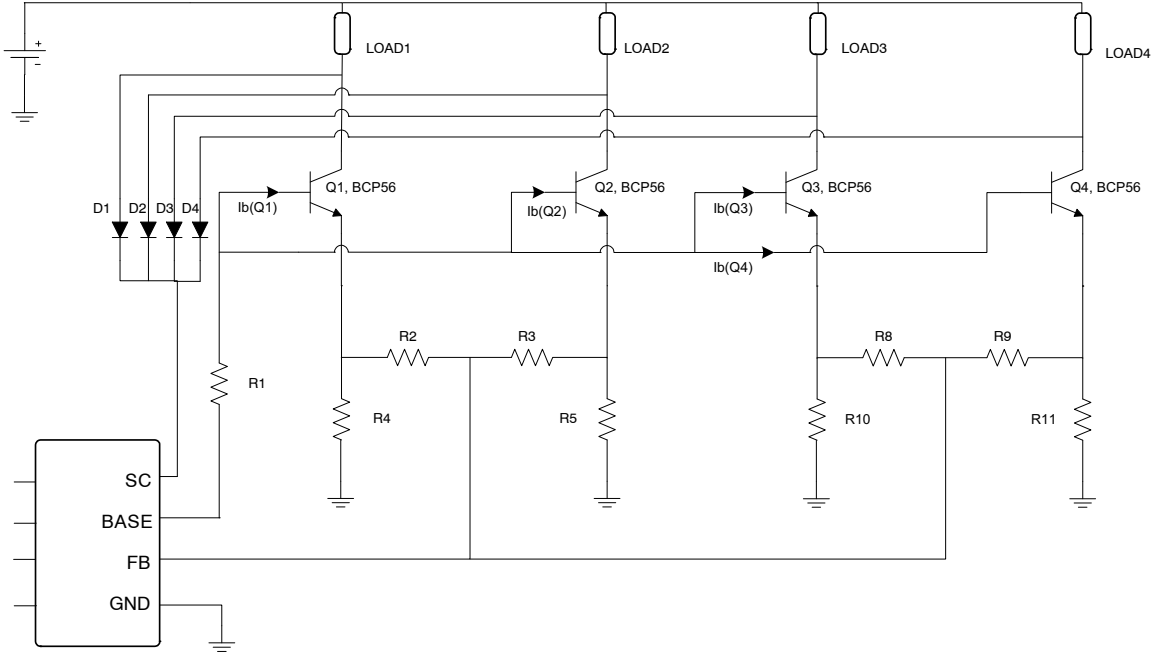 +
-
LOAD1
LOAD2
LOAD3
LOAD4
Q1, BCP56
Q2, BCP56
Q3, BCP56
Q4, BCP56
D1
D2
D3
D4
Ib(Q1)
Ib(Q2)
Ib(Q3)
Ib(Q4)
R2
R3
R8
R9
R1
R4
R5
R10
R11
SC
BASE
FB
GND